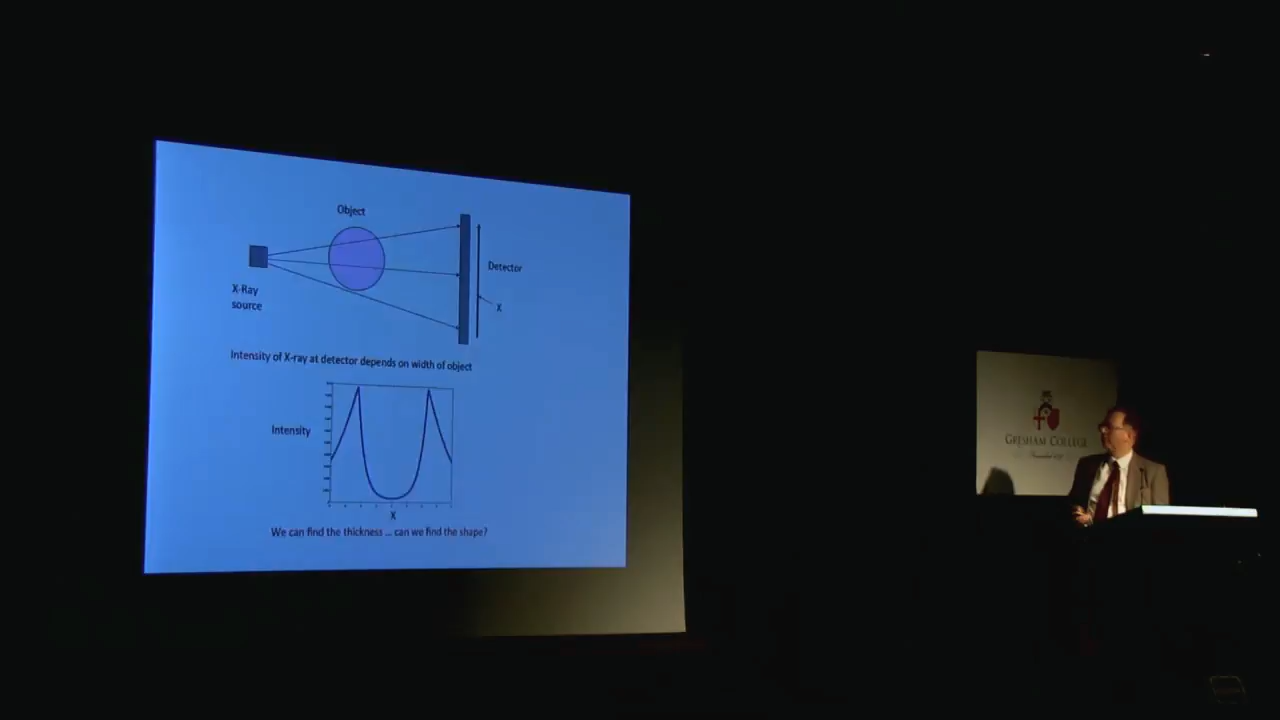 Object
Detector
X-Ray
source
X
Intensity of X-ray at detector depends on width of object
Intensity
X
We can find the thickness ... can we find the shape?
GRESHAM COLLEGE